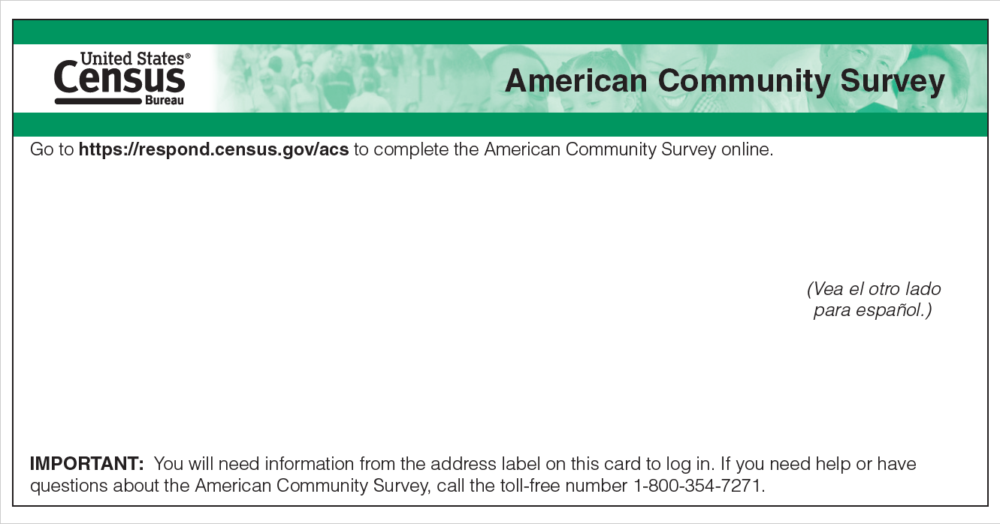 United States®
Census
Bureau
American Community Survey
Go to https://respond.census.gov/acs to complete the American Community Survey online.
(Vea el otro lado
para español.)
IMPORTANT: You will need information from the address label on this card to log in. If you need help or have
questions about the American Community Survey, call the toll-free number 1-800-354-7271.